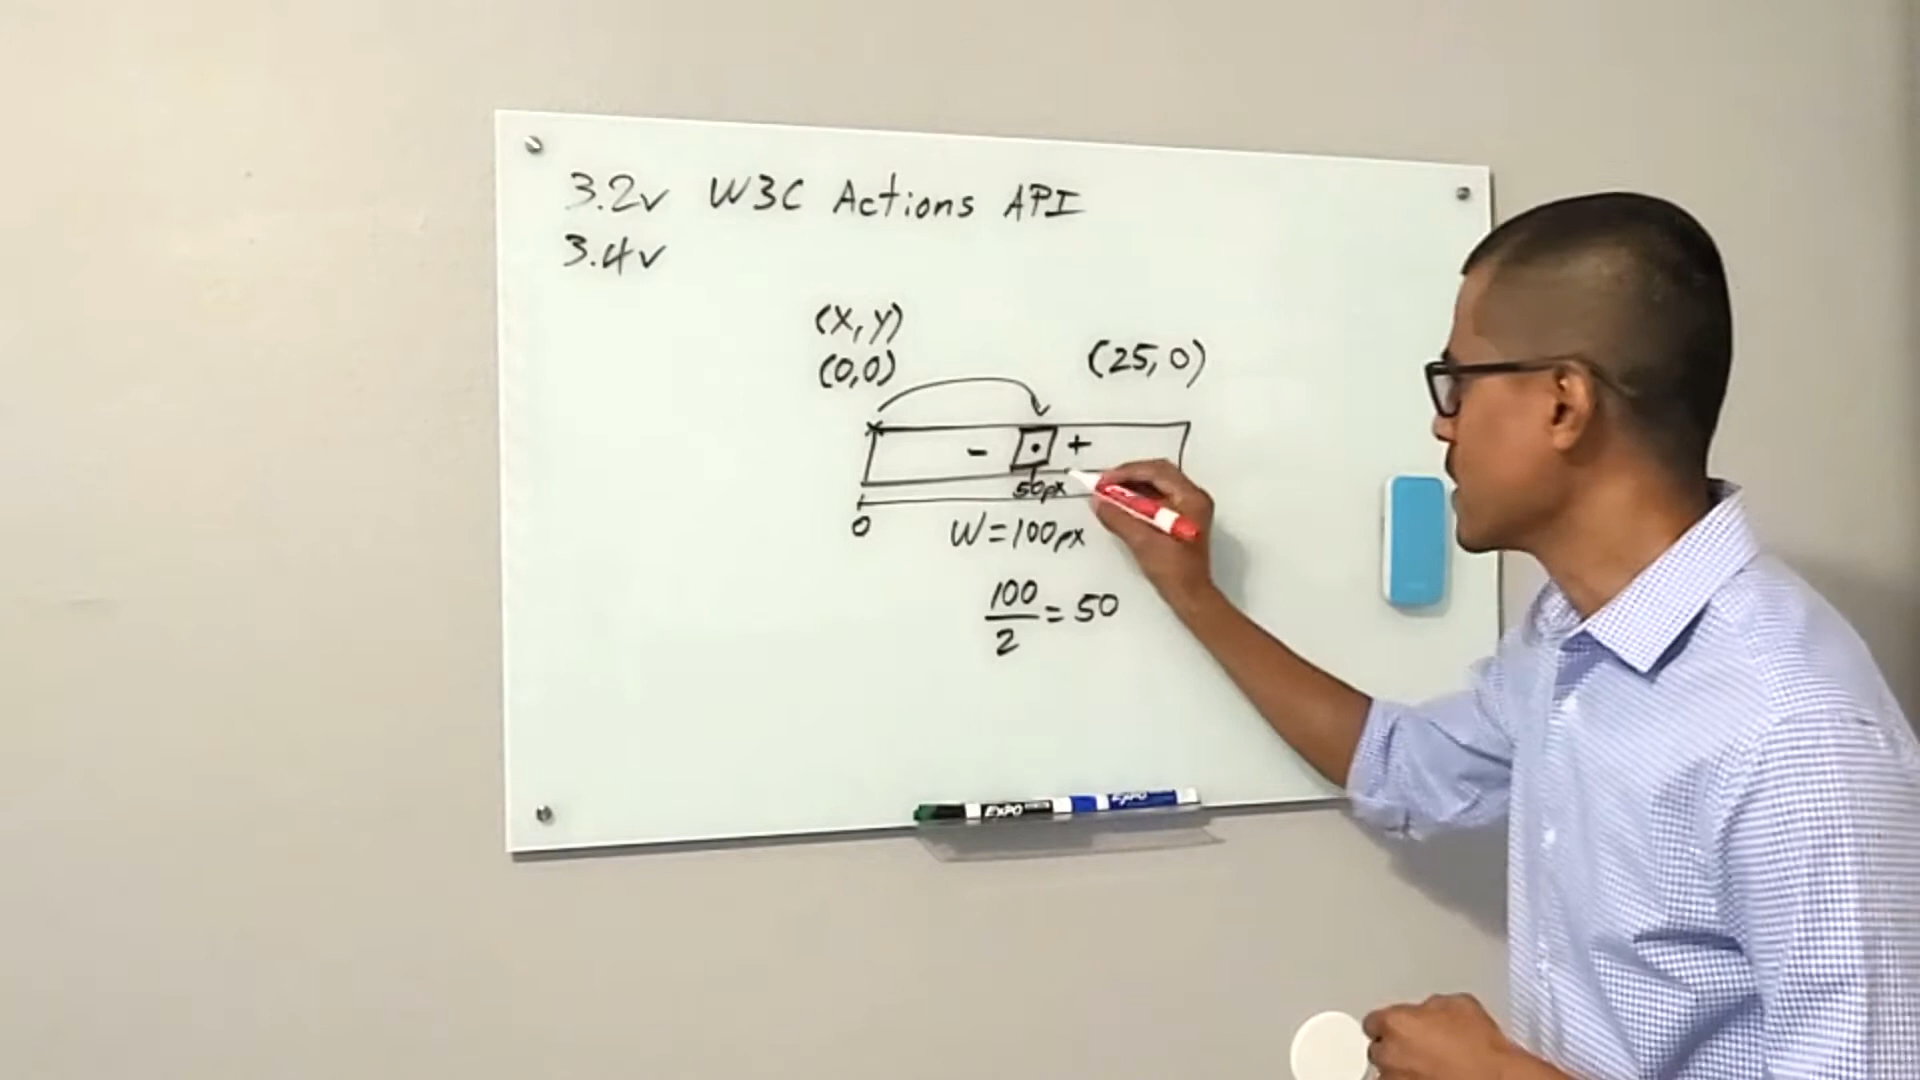 3.2v W3C Actions API
3.4v
(X,Y)
(0,0)
(25,0)
- +
50px
0
W=100px
100
2
= 50
EXPO
EXPO